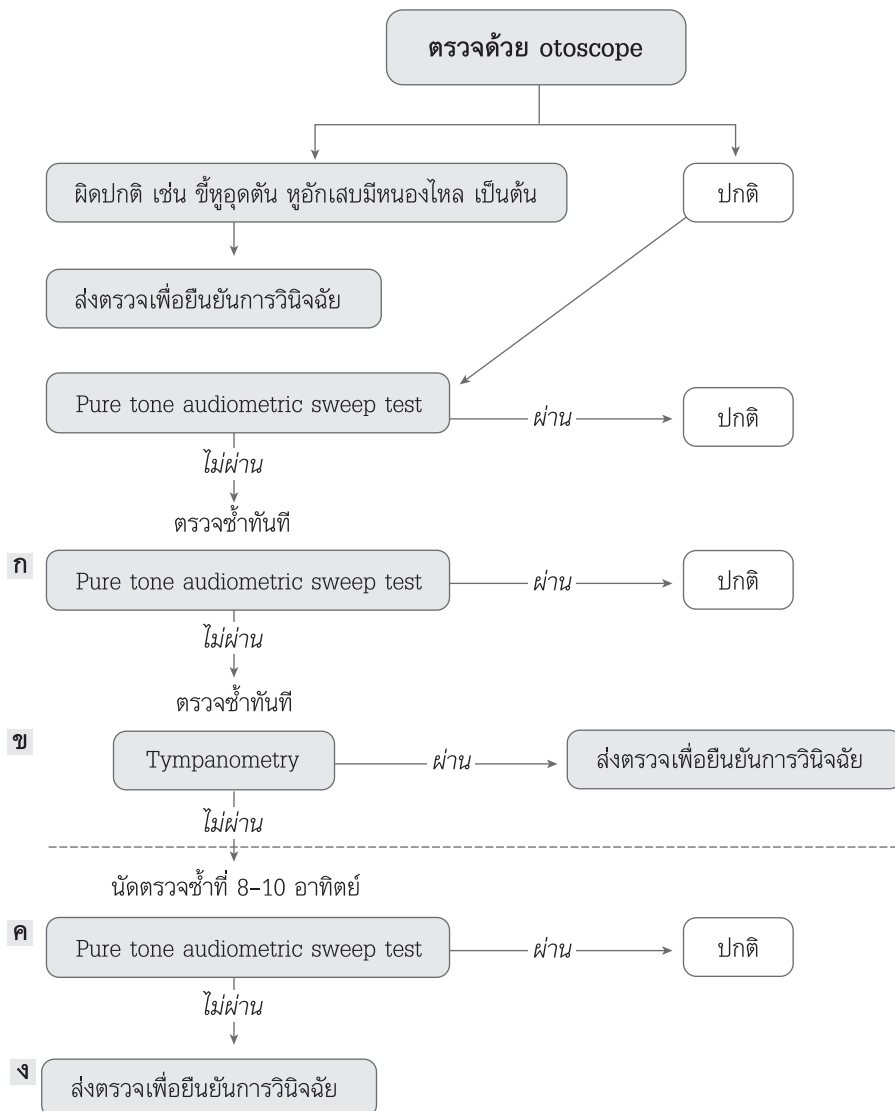 ตรวจด้วย otoscope
ผิดปกติ เช่น ขี้หูอุดตัน หูอักเสบมีหนองไหล เป็นต้น
ปกติ
ส่งตรวจเพื่อยืนยันการวินิจฉัย
Pure tone audiometric sweep test
ผ่าน
ปกติ
ไม่ผ่าน
ตรวจซ้ำทันที
ก
Pure tone audiometric sweep test
ผ่าน
ปกติ
ไม่ผ่าน
ตรวจซ้ำทันที
ข
Tympanometry
ผ่าน
ส่งตรวจเพื่อยืนยันการวินิจฉัย
ไม่ผ่าน
นัดตรวจซ้ำที่ 8–10 อาทิตย์
ค
Pure tone audiometric sweep test
ผ่าน
ปกติ
ไม่ผ่าน
ง
ส่งตรวจเพื่อยืนยันการวินิจฉัย